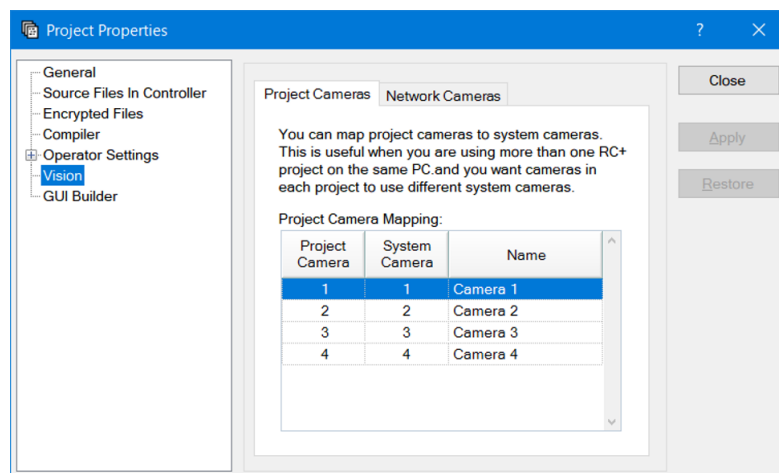 Project Properties
? ×
General
Source Files In Controller
Encrypted Files
Compiler
Operator Settings
Vision
GUI Builder
Project Cameras Network Cameras
You can map project cameras to system cameras.
This is useful when you are using more than one RC+
project on the same PC.and you want cameras in
each project to use different system cameras.
Project Camera Mapping:
Project Camera System Camera Name
1 1 Camera 1
2 2 Camera 2
3 3 Camera 3
4 4 Camera 4
Close
Apply
Restore